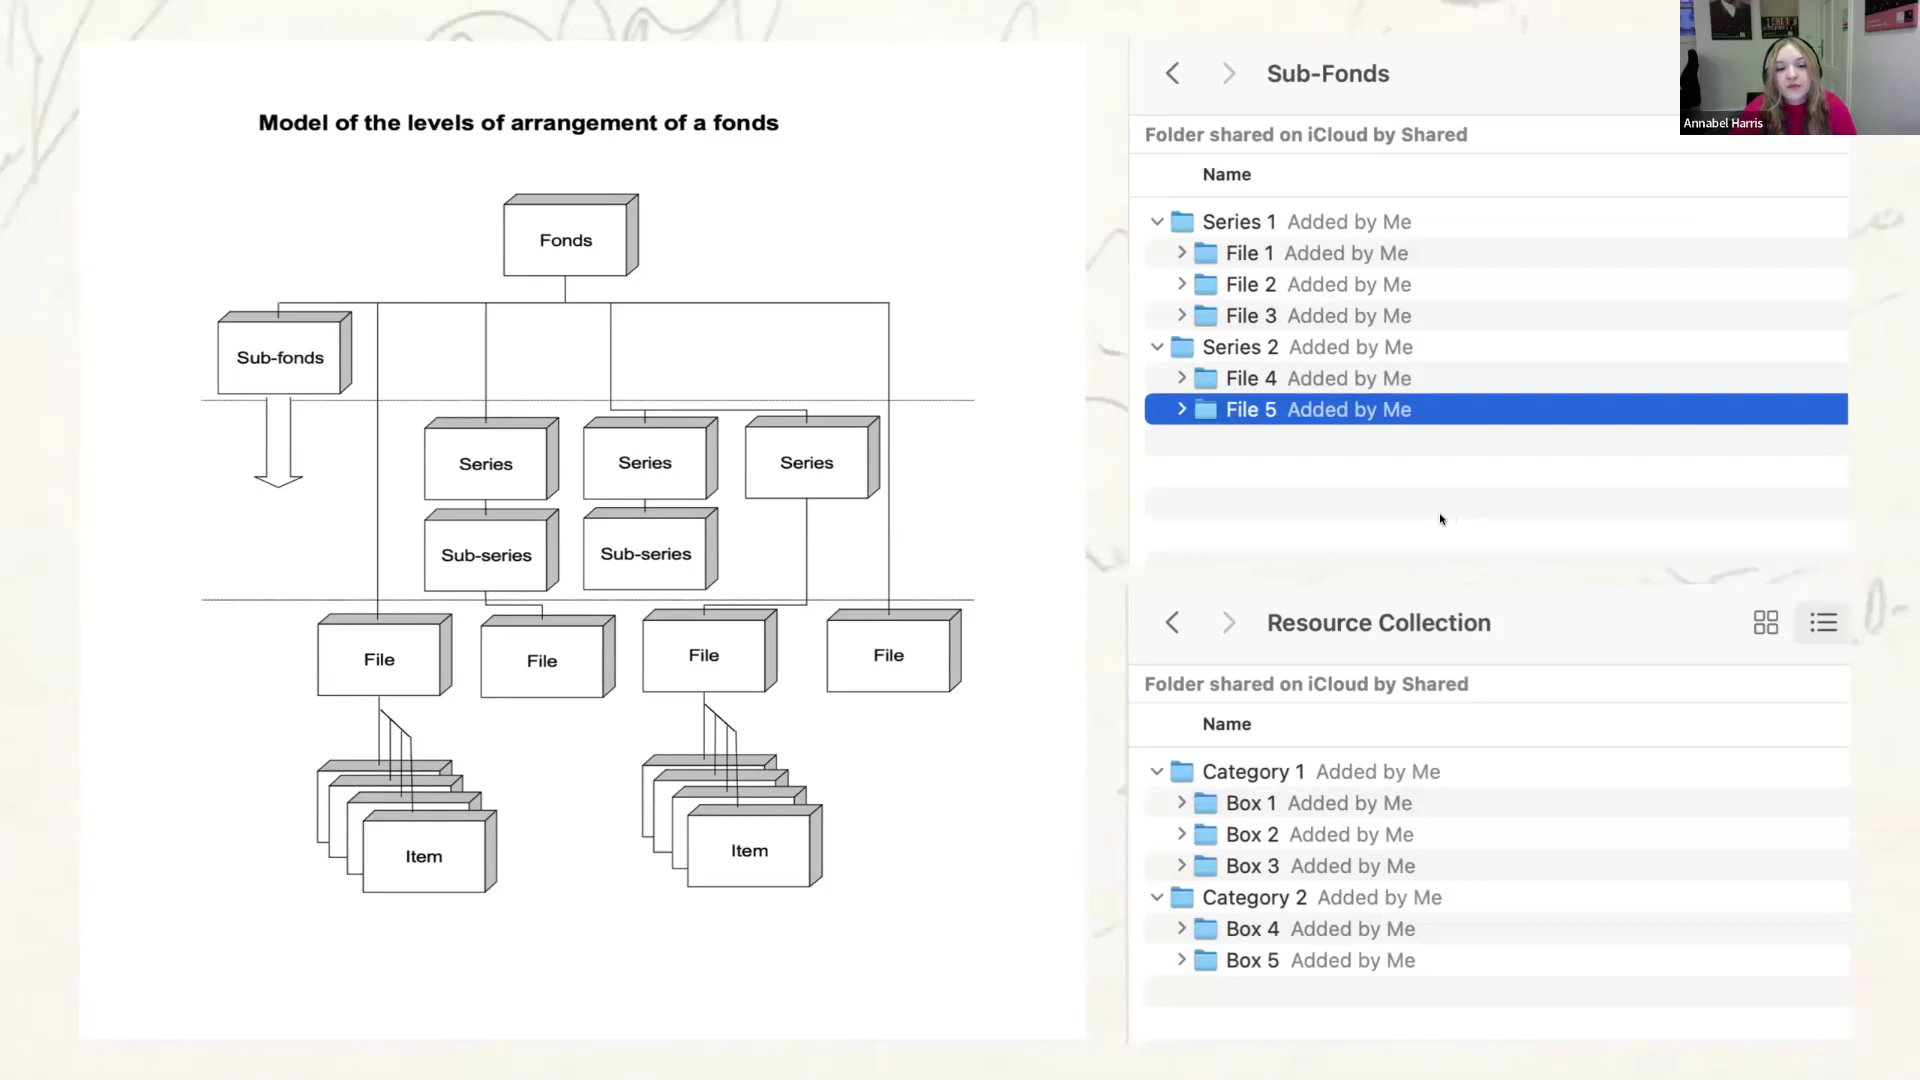 Model of the levels of arrangement of a fonds
Fonds
Sub-fonds
Series
Series
Series
Sub-series
Sub-series
File
File
File
File
Item
Item
Sub-Fonds
Folder shared on iCloud by Shared
Name
Series 1 Added by Me
File 1 Added by Me
File 2 Added by Me
File 3 Added by Me
Series 2 Added by Me
File 4 Added by Me
File 5 Added by Me
Resource Collection
Folder shared on iCloud by Shared
Name
Category 1 Added by Me
Box 1 Added by Me
Box 2 Added by Me
Box 3 Added by Me
Category 2 Added by Me
Box 4 Added by Me
Box 5 Added by Me
Annabel Harris